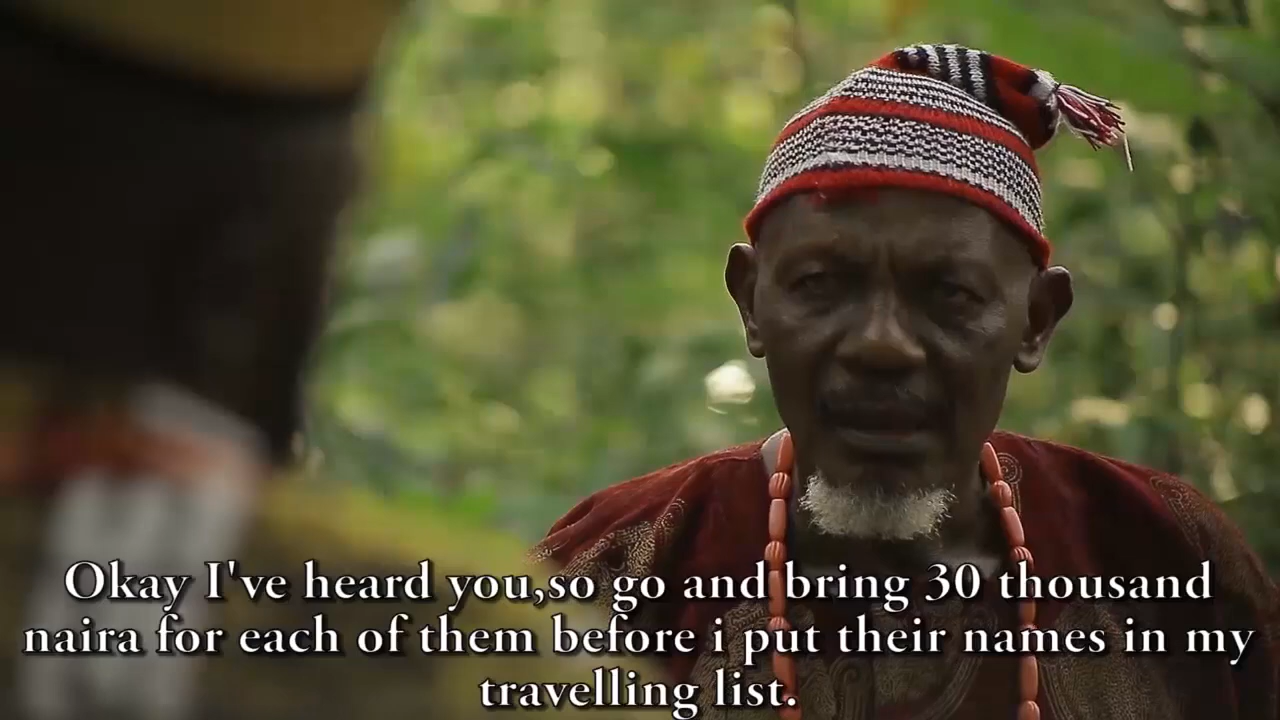 Okay I've heard you,so go and bring 30 thousand
naira for each of them before i put their names in my
travelling list.